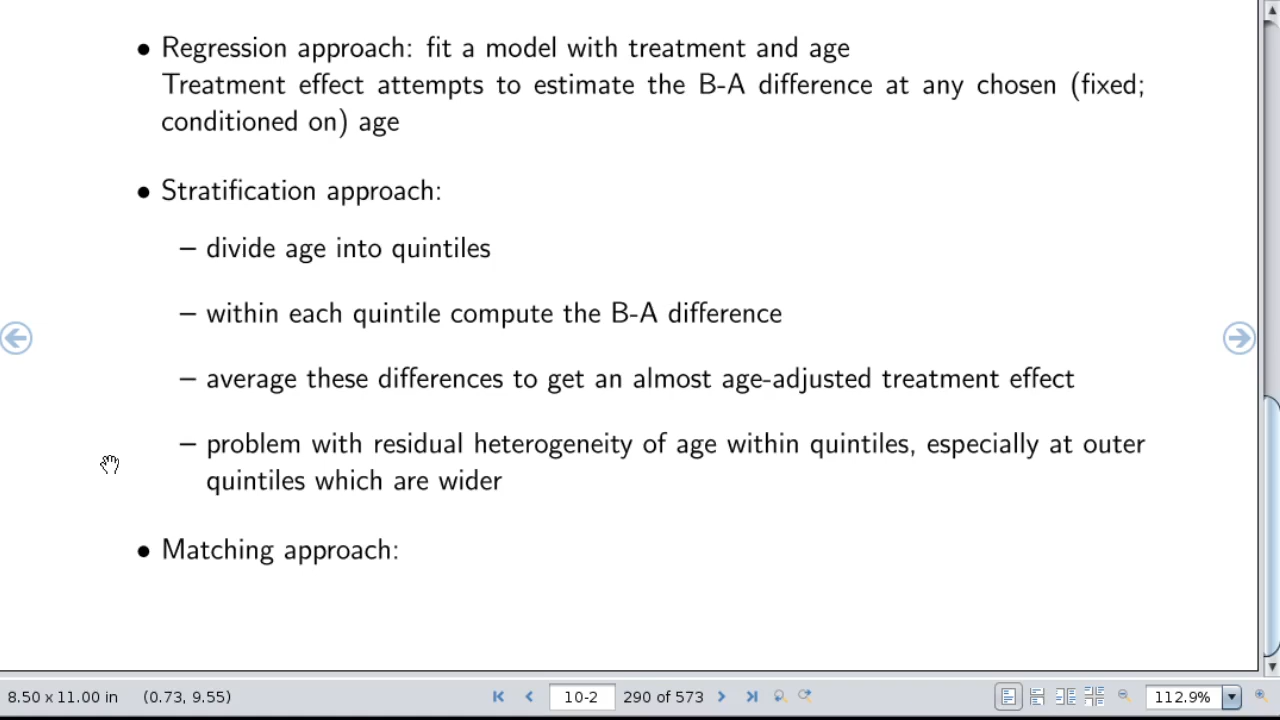 • Regression approach: fit a model with treatment and age
Treatment effect attempts to estimate the B-A difference at any chosen (fixed;
conditioned on) age
• Stratification approach:
– divide age into quintiles
– within each quintile compute the B-A difference
– average these differences to get an almost age-adjusted treatment effect
– problem with residual heterogeneity of age within quintiles, especially at outer
quintiles which are wider
• Matching approach:
8.50 x 11.00 in (0.73, 9.55) 10-2 290 of 573 112.9%